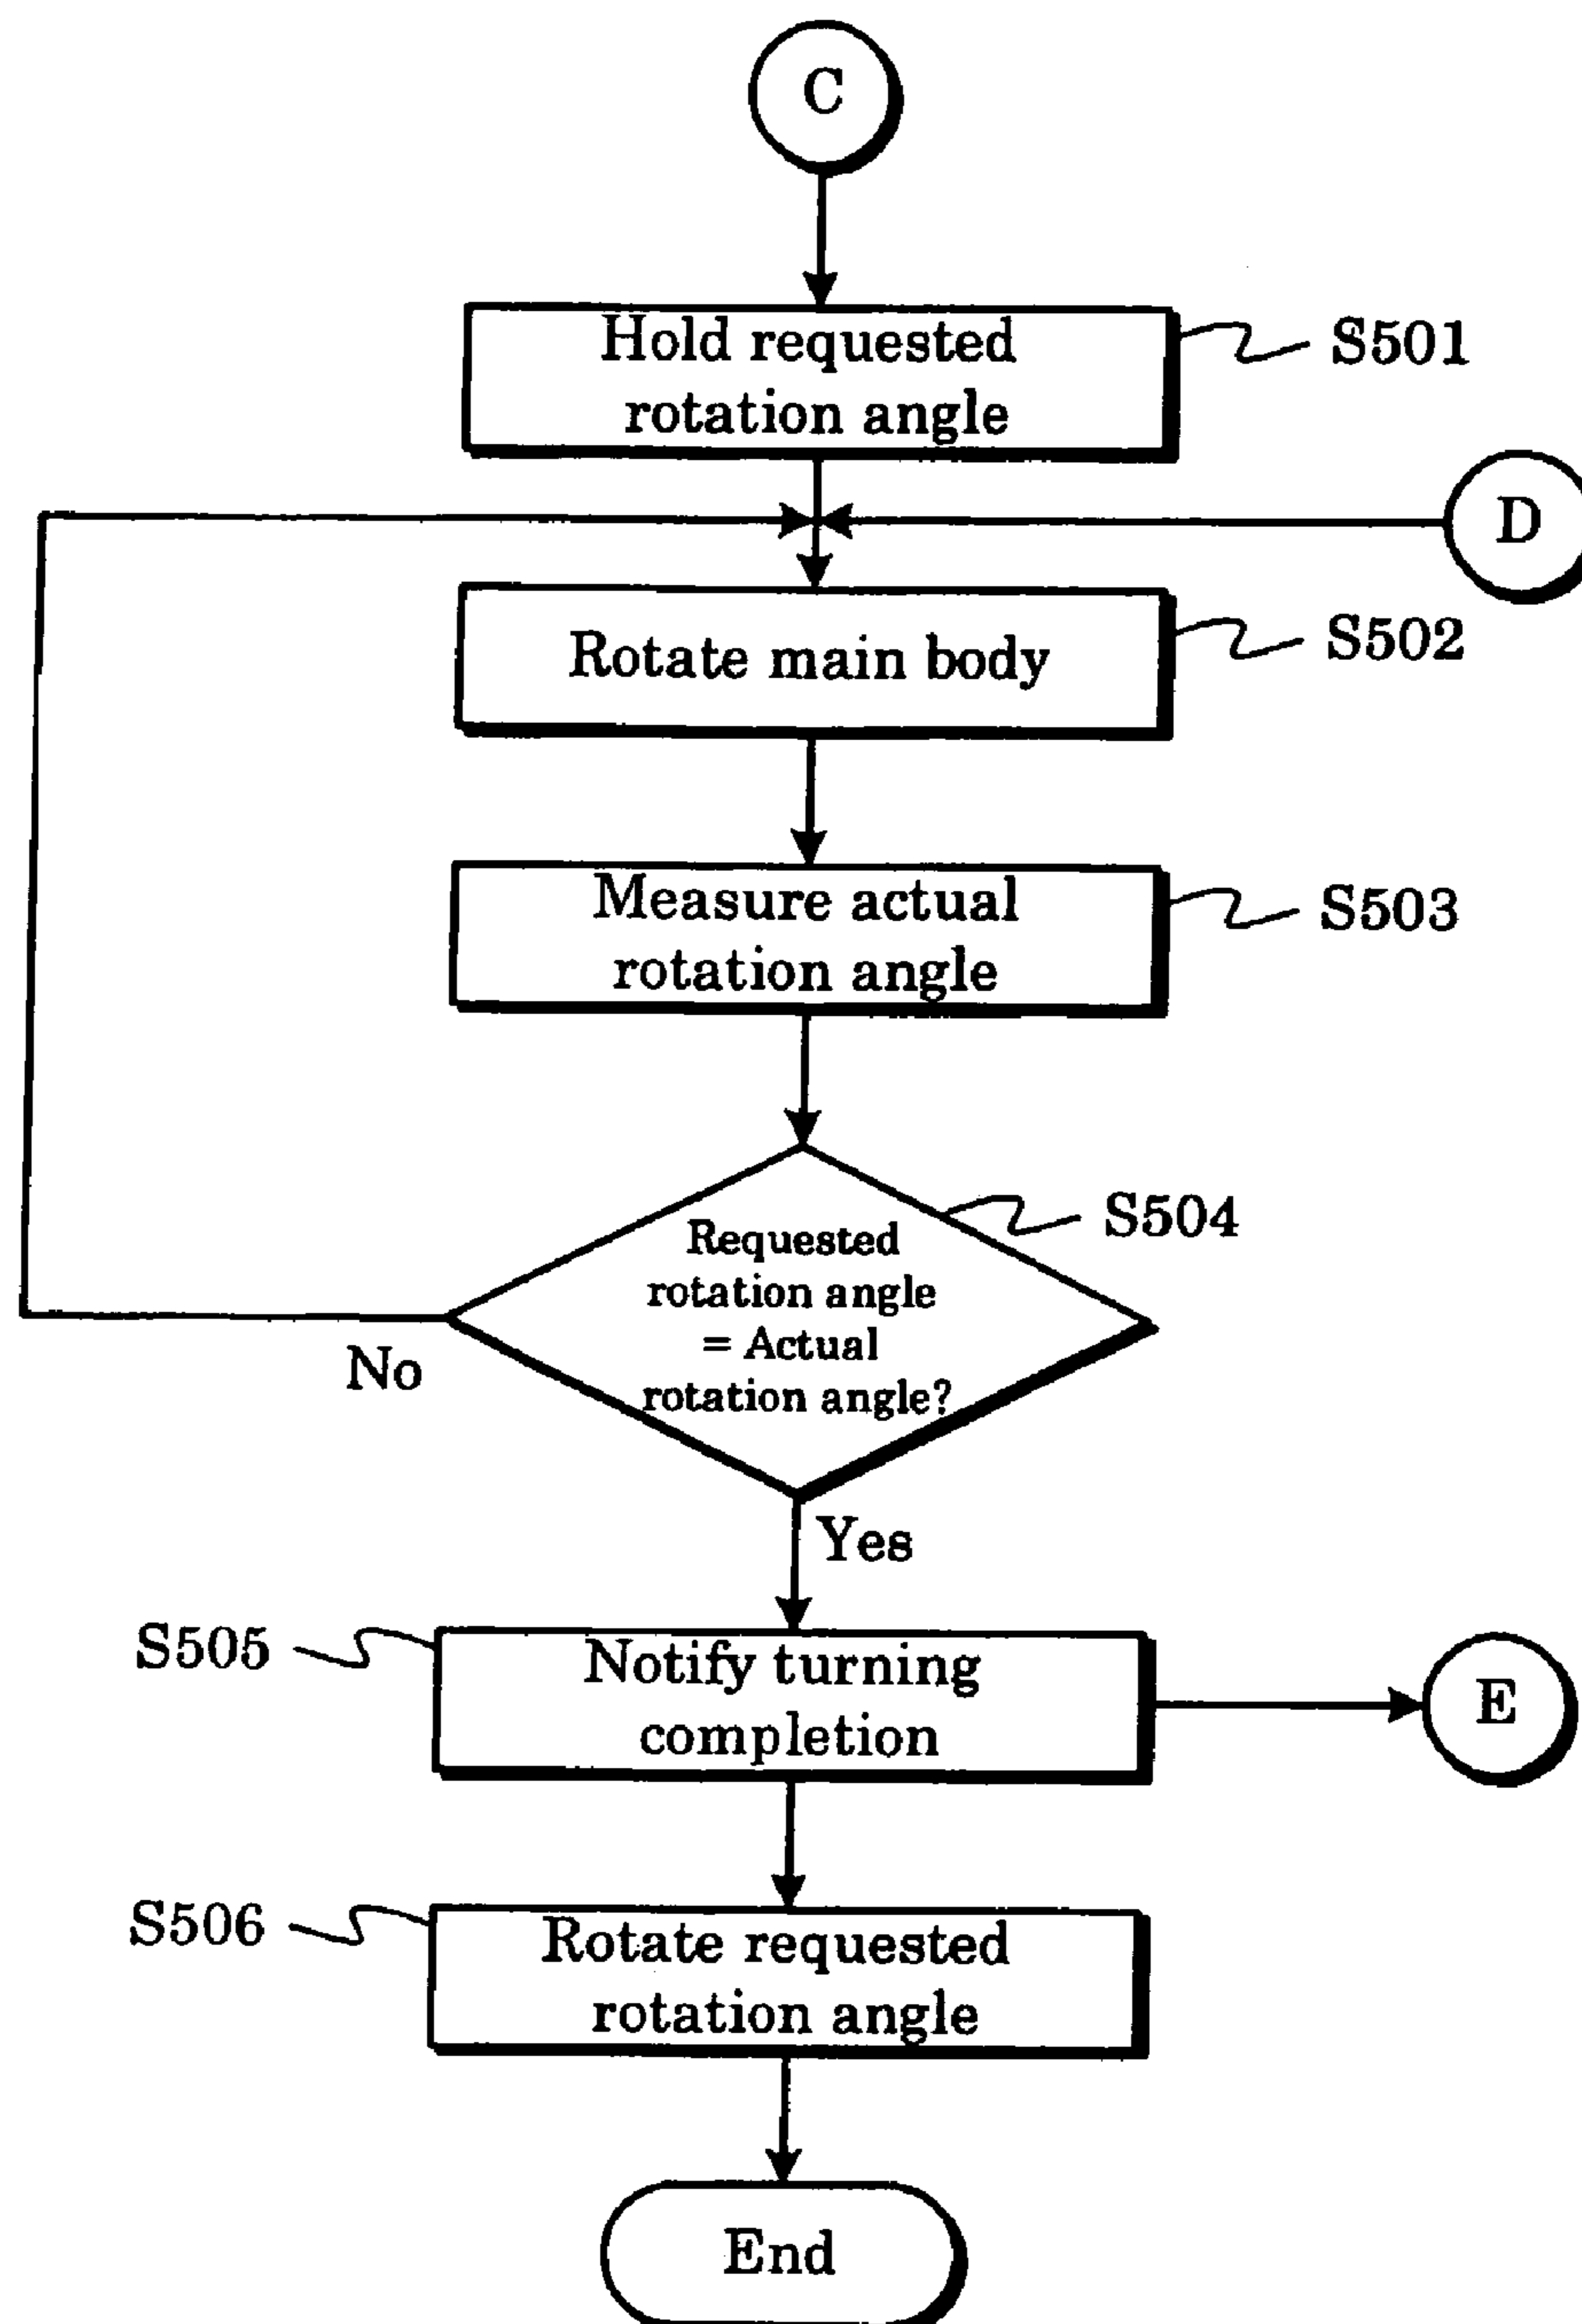 C
Hold requested
rotation angle
S501
D
Rotate main body
S502
Measure actual
rotation angle
S503
S504
Requested
rotation angle
= Actual
rotation angle?
No
Yes
S505
Notify turning
completion
E
S506
Rotate requested
rotation angle
End